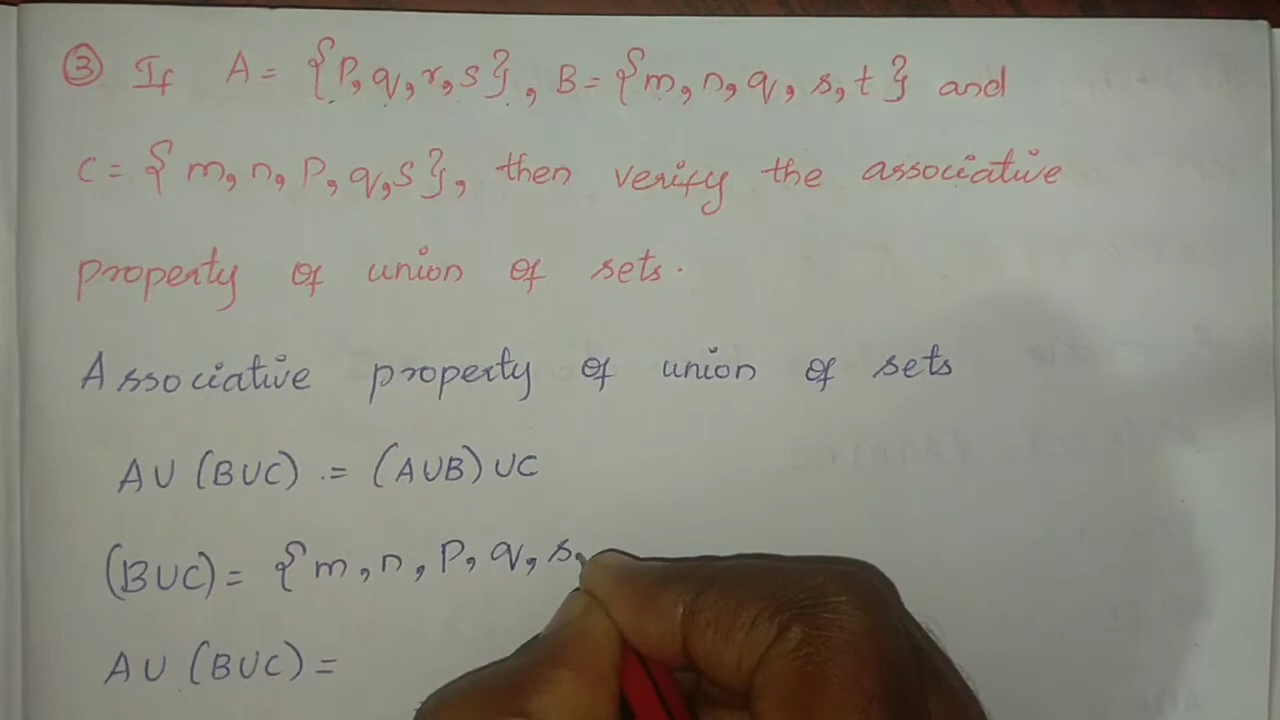 ③ If A = {P, q, r, s}, B = {m, n, q, s, t} and
C = {m, n, P, q, s}, then verify the associative
property of union of sets.
Associative property of union of sets
A∪(B∪C) = (A∪B)∪C
(B∪C) = {m, n, P, q, s,
A∪(B∪C) =